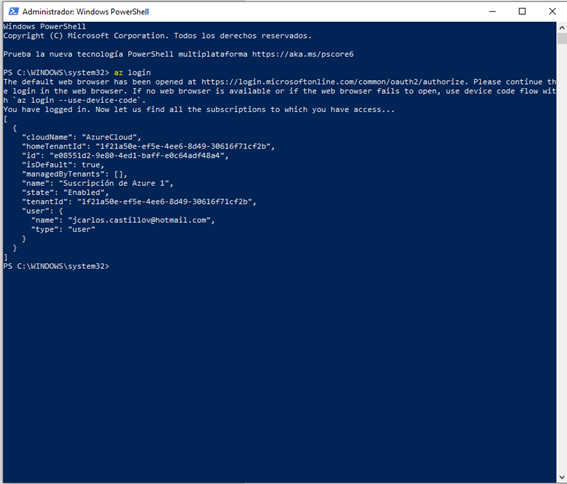 Administrador: Windows PowerShell
Windows PowerShell
Copyright (C) Microsoft Corporation. Todos los derechos reservados.
Prueba la nueva tecnología PowerShell multiplataforma https://aka.ms/pscore6
PS C:\WINDOWS\system32> az login
The default web browser has been opened at https://login.microsoftonline.com/common/oauth2/authorize. Please continue th
e login in the web browser. If no web browser is available or if the web browser fails to open, use device code flow wit
h `az login --use-device-code`.
You have logged in. Now let us find all the subscriptions to which you have access...
[
  {
    "cloudName": "AzureCloud",
    "homeTenantId": "1f21a50e-ef5e-4ee6-8d49-30616f71cf2b",
    "id": "e08551d2-9e80-4ed1-baff-e0c64adf48a4",
    "isDefault": true,
    "managedByTenants": [],
    "name": "Suscripción de Azure 1",
    "state": "Enabled",
    "tenantId": "1f21a50e-ef5e-4ee6-8d49-30616f71cf2b",
    "user": {
      "name": "jcarlos.castillov@hotmail.com",
      "type": "user"
    }
  }
]
PS C:\WINDOWS\system32>